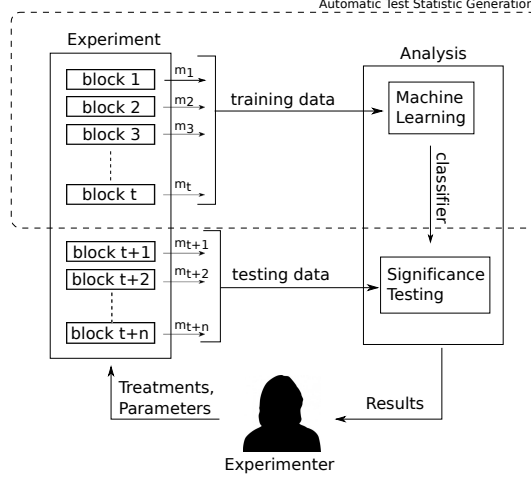 Automatic Test Statistic Generation
Experiment
Analysis
block 1
m1
block 2
m2
block 3
m3
training data
Machine
Learning
block t
mt
classifier
block t+1
mt+1
block t+2
mt+2
testing data
Significance
Testing
block t+n
mt+n
Treatments,
Parameters
Results
Experimenter